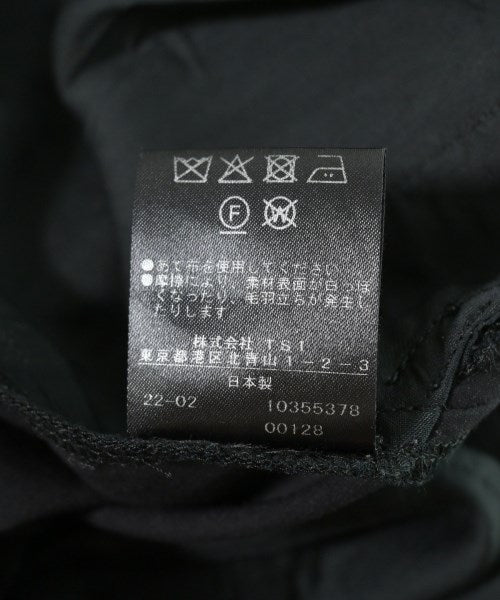 F W
●あて布を使用してください
●摩擦により、素材表面が白っぽ
くなったり、毛羽立ちが発生し
たりします
株式会社 TSI
東京都港区北青山1-2-3
日本製
22-02 10355378
00128